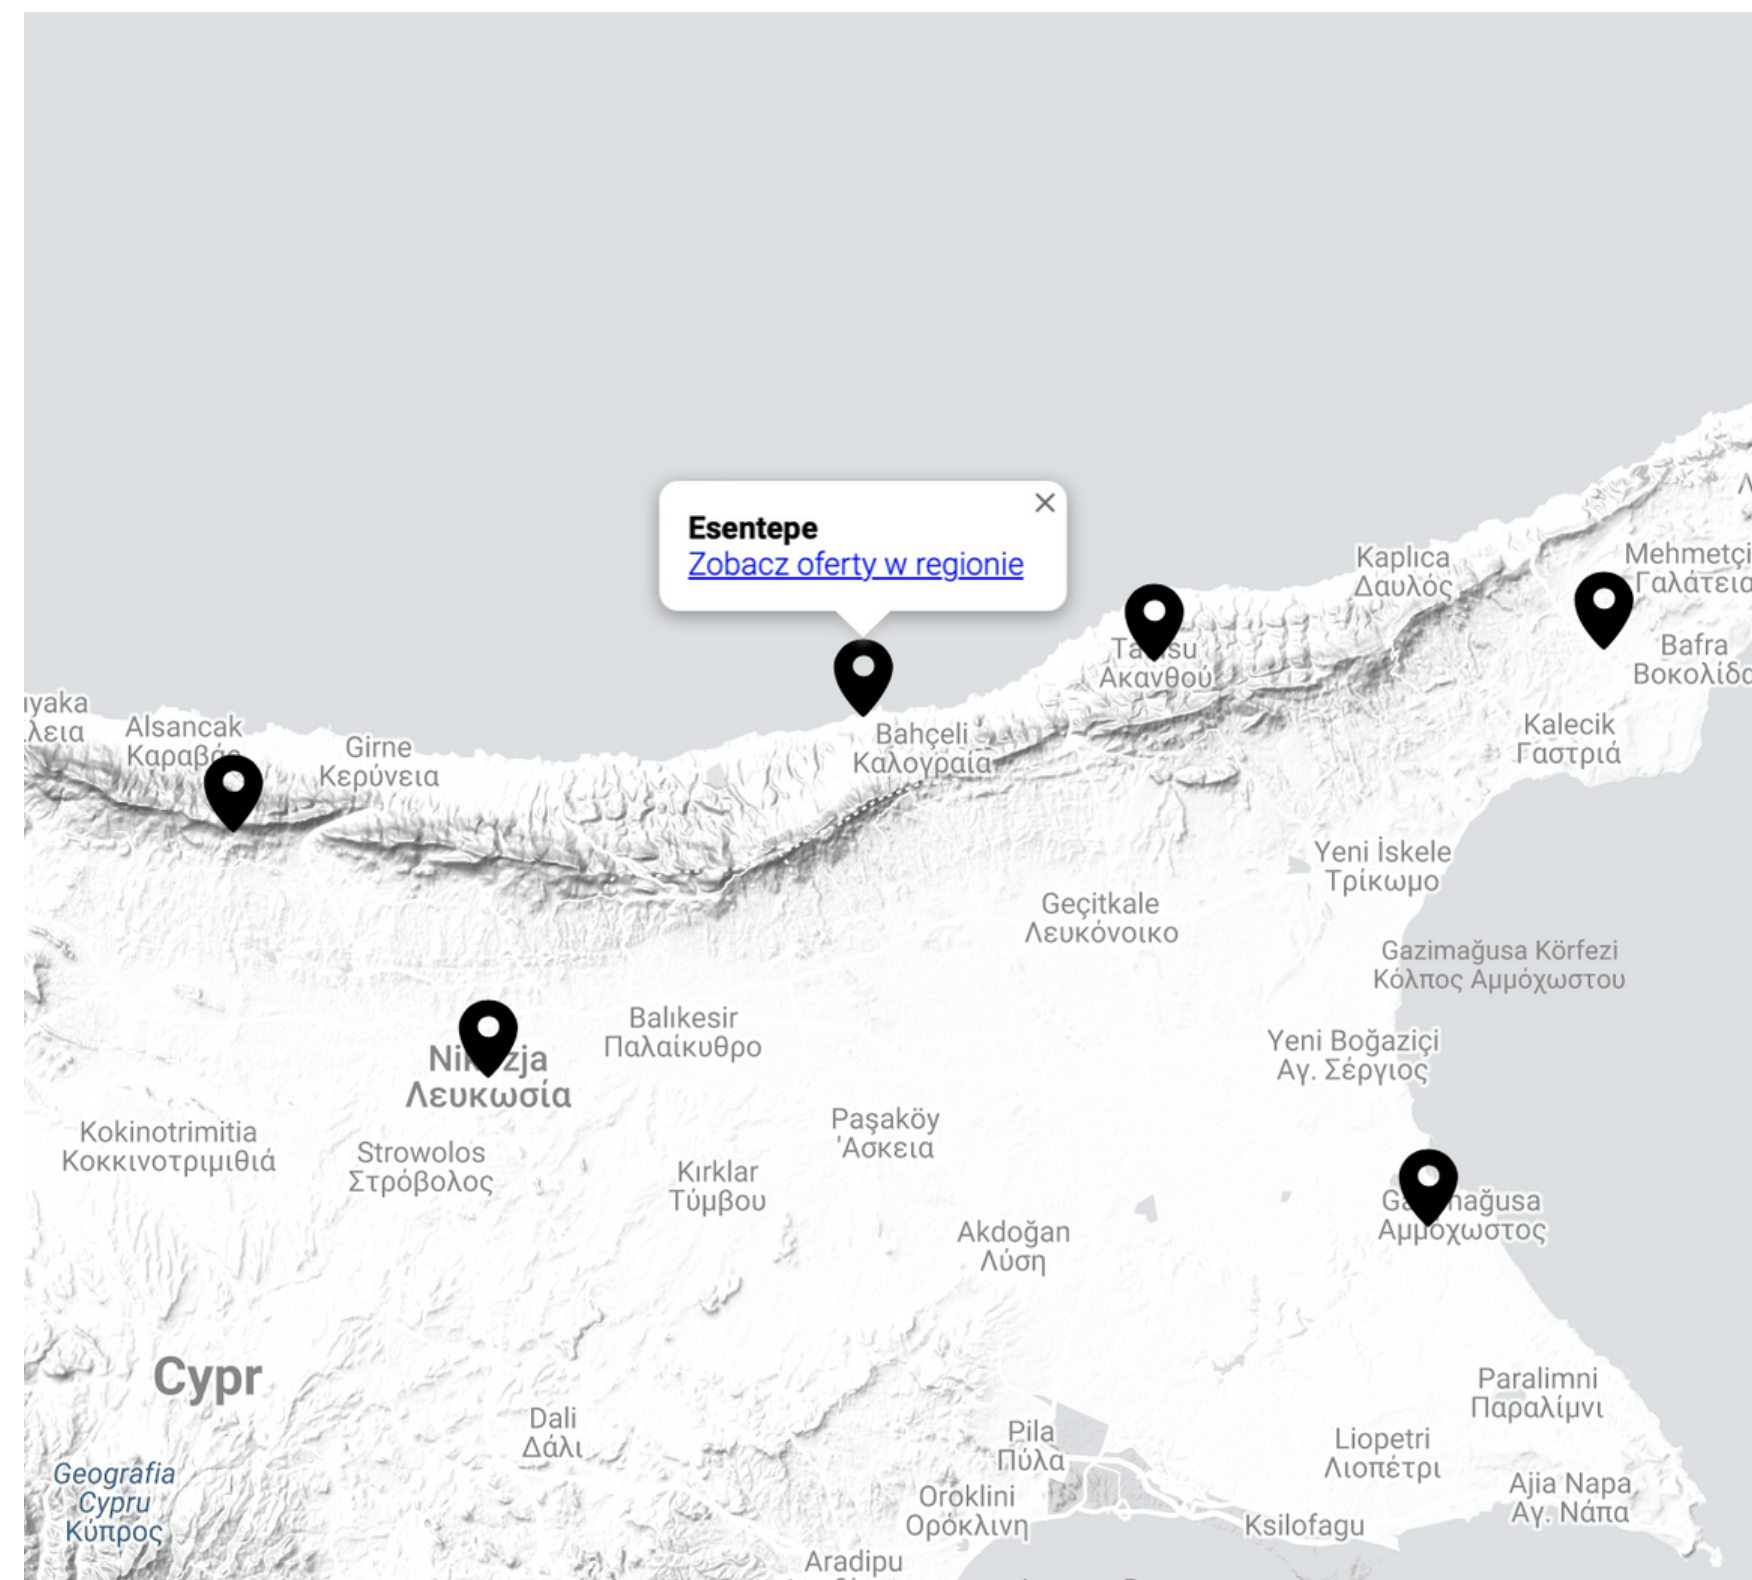 Esentepe
Zobacz oferty w regionie
Kaplıca
Δαυλός
Bafra
Kalecik
Γαστριά
Alsancak
Girne
Κερύνεια
Bahçeli
Καλογραία
Ακανθού
Yeni İskele
Τρίκωμο
Geçitkale
Λευκόνοικο
Gazimağusa Körfezi
Κόλπος Αμμόχωστου
Balıkesir
Παλαίκυθρο
Λευκωσία
Yeni Boğaziçi
Αγ. Σέργιος
Kokinotrimitia
Κοκκινοτριμιθιά
Strowolos
Στρόβολος
Paşaköy
'Ασκεια
Kırklar
Τύμβου
Αμμόχωστος
Akdoğan
Λύση
Cypr
Paralimni
Παραλίμνι
Dali
Δάλι
Pila
Πύλα
Liopetri
Λιοπέτρι
Geografia
Cypru
Κύπρος
Ajia Napa
Αγ. Νάπα
Oroklini
Ορόκλινη
Ksilofagu
Aradipu